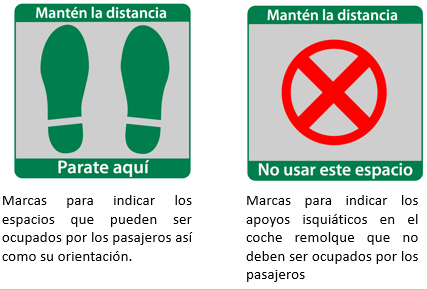 Mantén la distancia
Parate aquí
Marcas para indicar los
espacios que pueden ser
ocupados por los pasajeros así
como su orientación.
Mantén la distancia
No usar este espacio
Marcas para indicar los
apoyos isquiáticos en el
coche remolque que no
deben ser ocupados por los
pasajeros